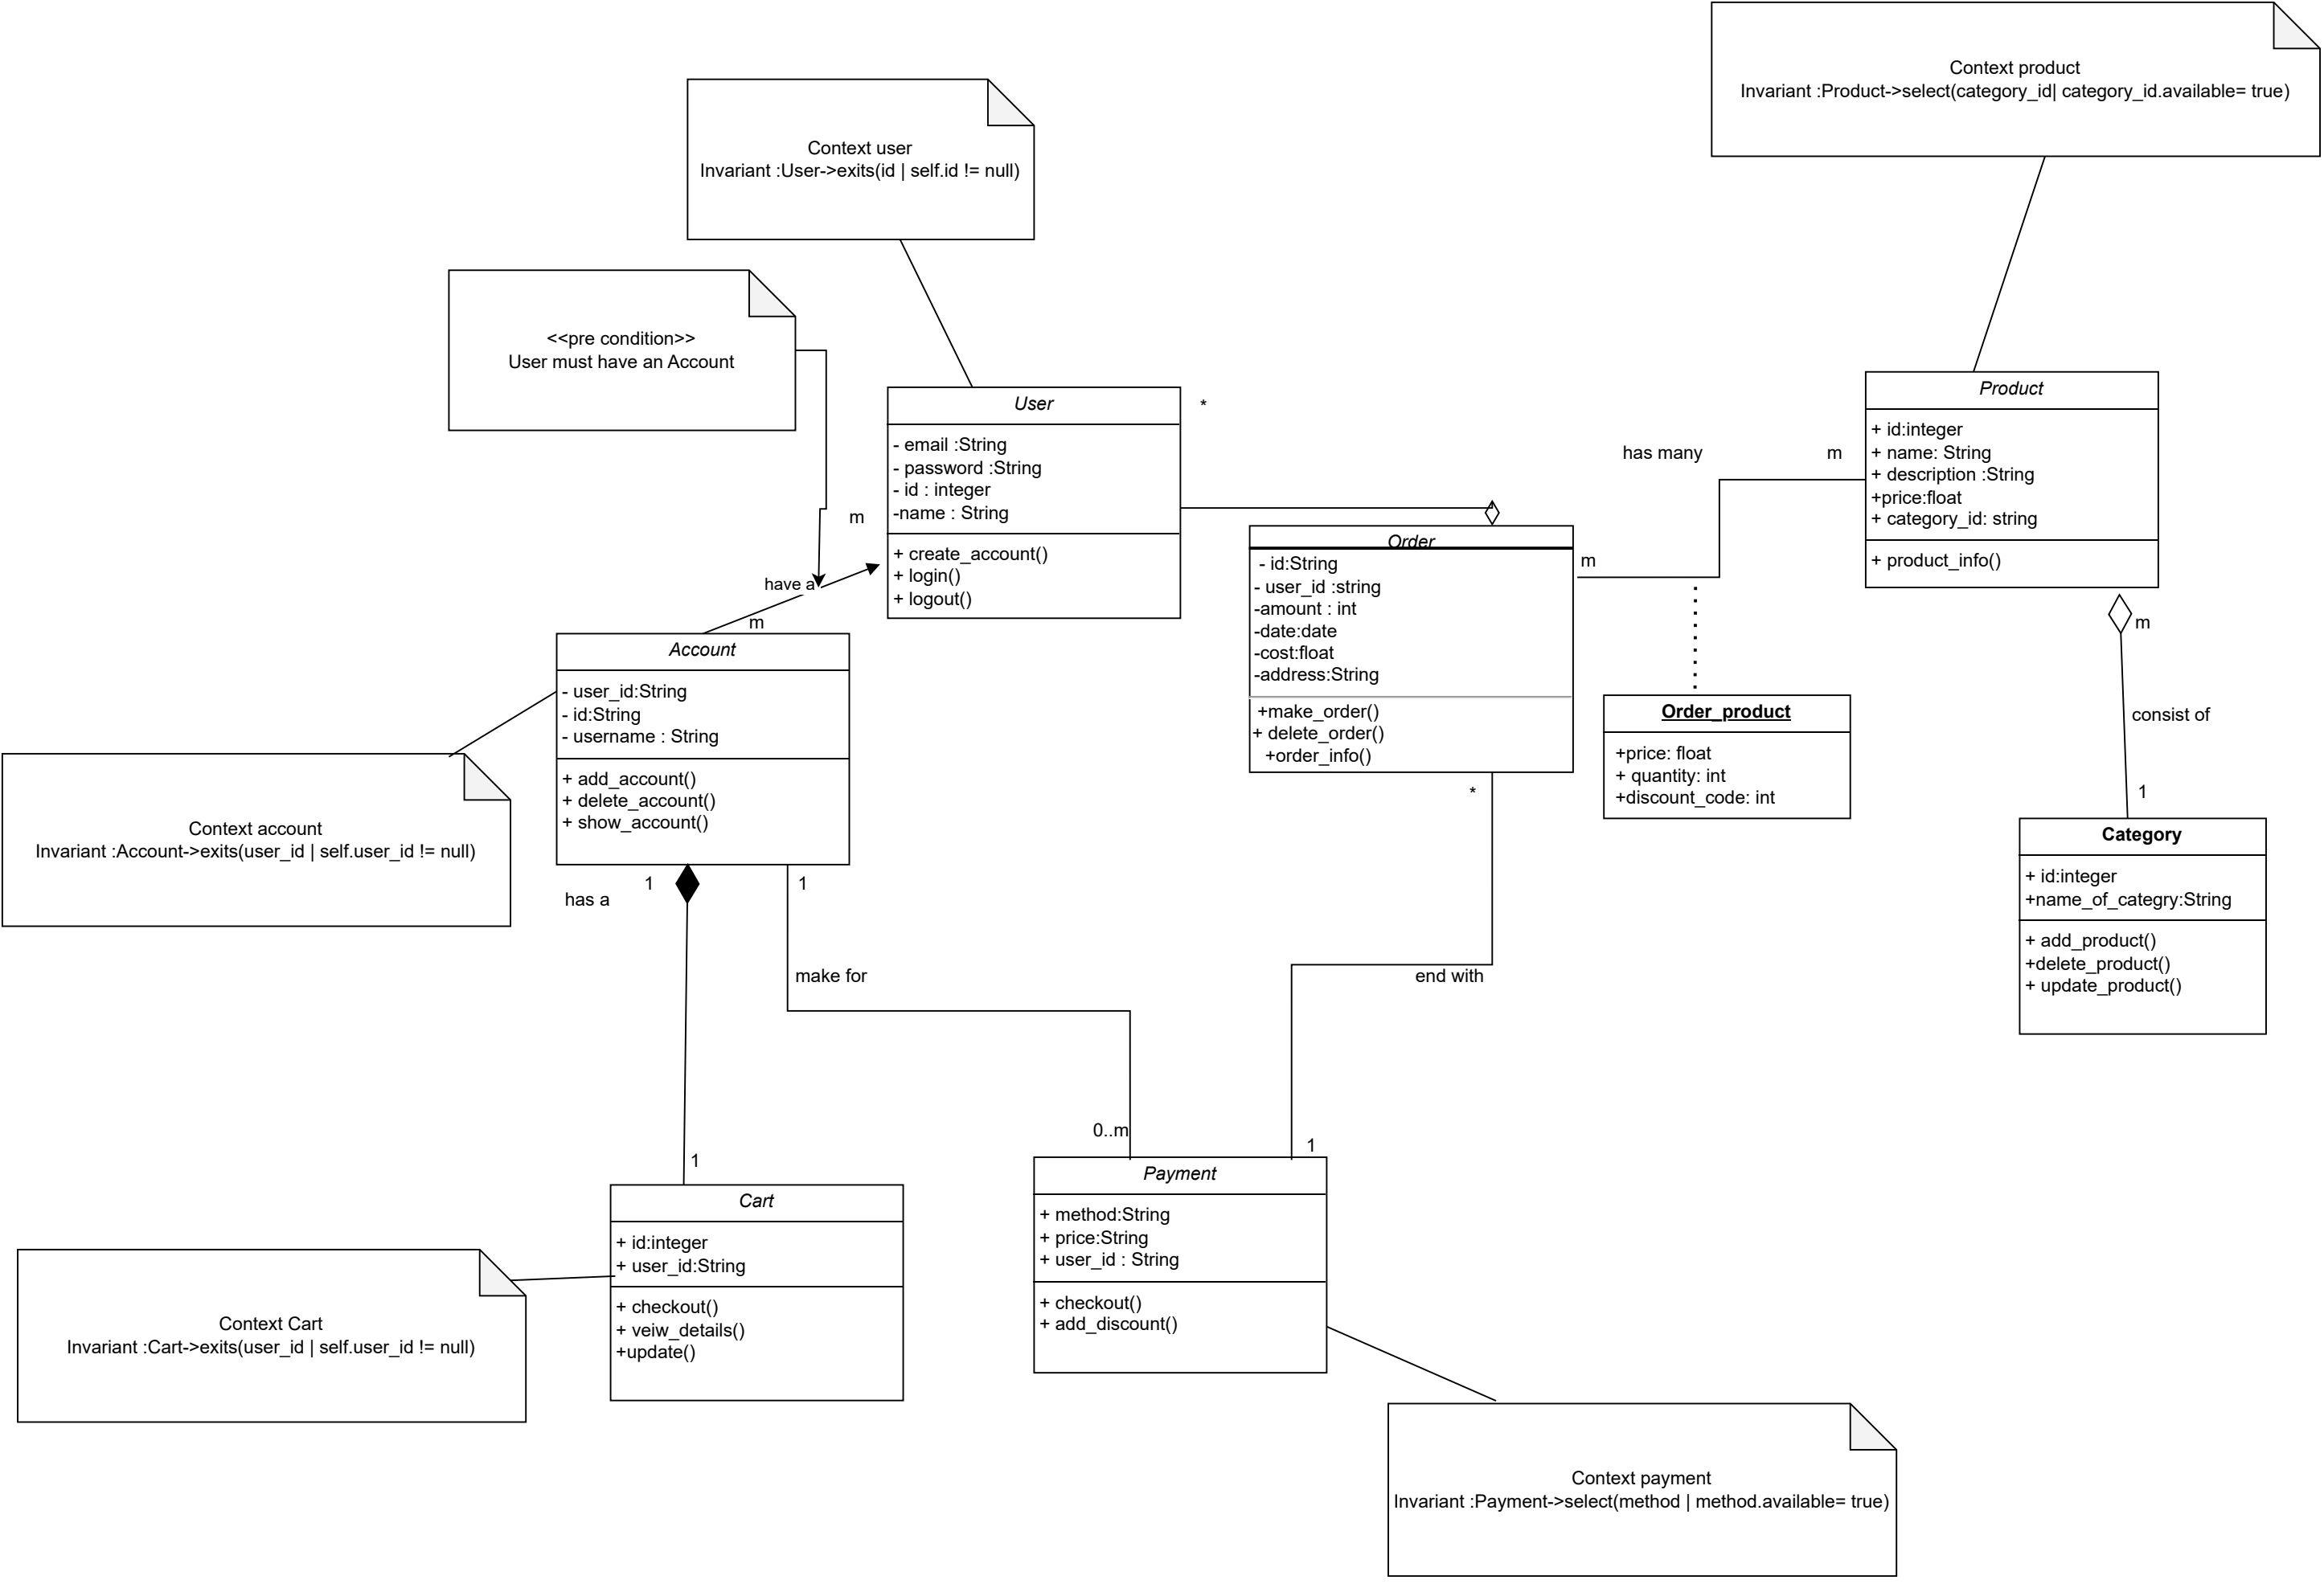 Context product
Invariant :Product->select(category_id| category_id.available= true)
Context user
Invariant :User->exits(id | self.id != null)
<<pre condition>>
User must have an Account
User
- email :String
- password :String
- id : integer
-name : String
+ create_account()
+ login()
+ logout()
*
m
have a
m
Product
+ id:integer
+ name: String
+ description :String
+price:float
+ category_id: string
+ product_info()
has many
m
m
Order
- id:String
- user_id :string
-amount : int
-date:date
-cost:float
-address:String
+make_order()
+ delete_order()
+order_info()
*
Order_product
+price: float
+ quantity: int
+discount_code: int
m
consist of
1
Category
+ id:integer
+name_of_categry:String
+ add_product()
+delete_product()
+ update_product()
Account
- user_id:String
- id:String
- username : String
+ add_account()
+ delete_account()
+ show_account()
Context account
Invariant :Account->exits(user_id | self.user_id != null)
1
has a
1
make for
end with
0..m
1
1
Cart
+ id:integer
+ user_id:String
+ checkout()
+ veiw_details()
+update()
Payment
+ method:String
+ price:String
+ user_id : String
+ checkout()
+ add_discount()
Context Cart
Invariant :Cart->exits(user_id | self.user_id != null)
Context payment
Invariant :Payment->select(method | method.available= true)